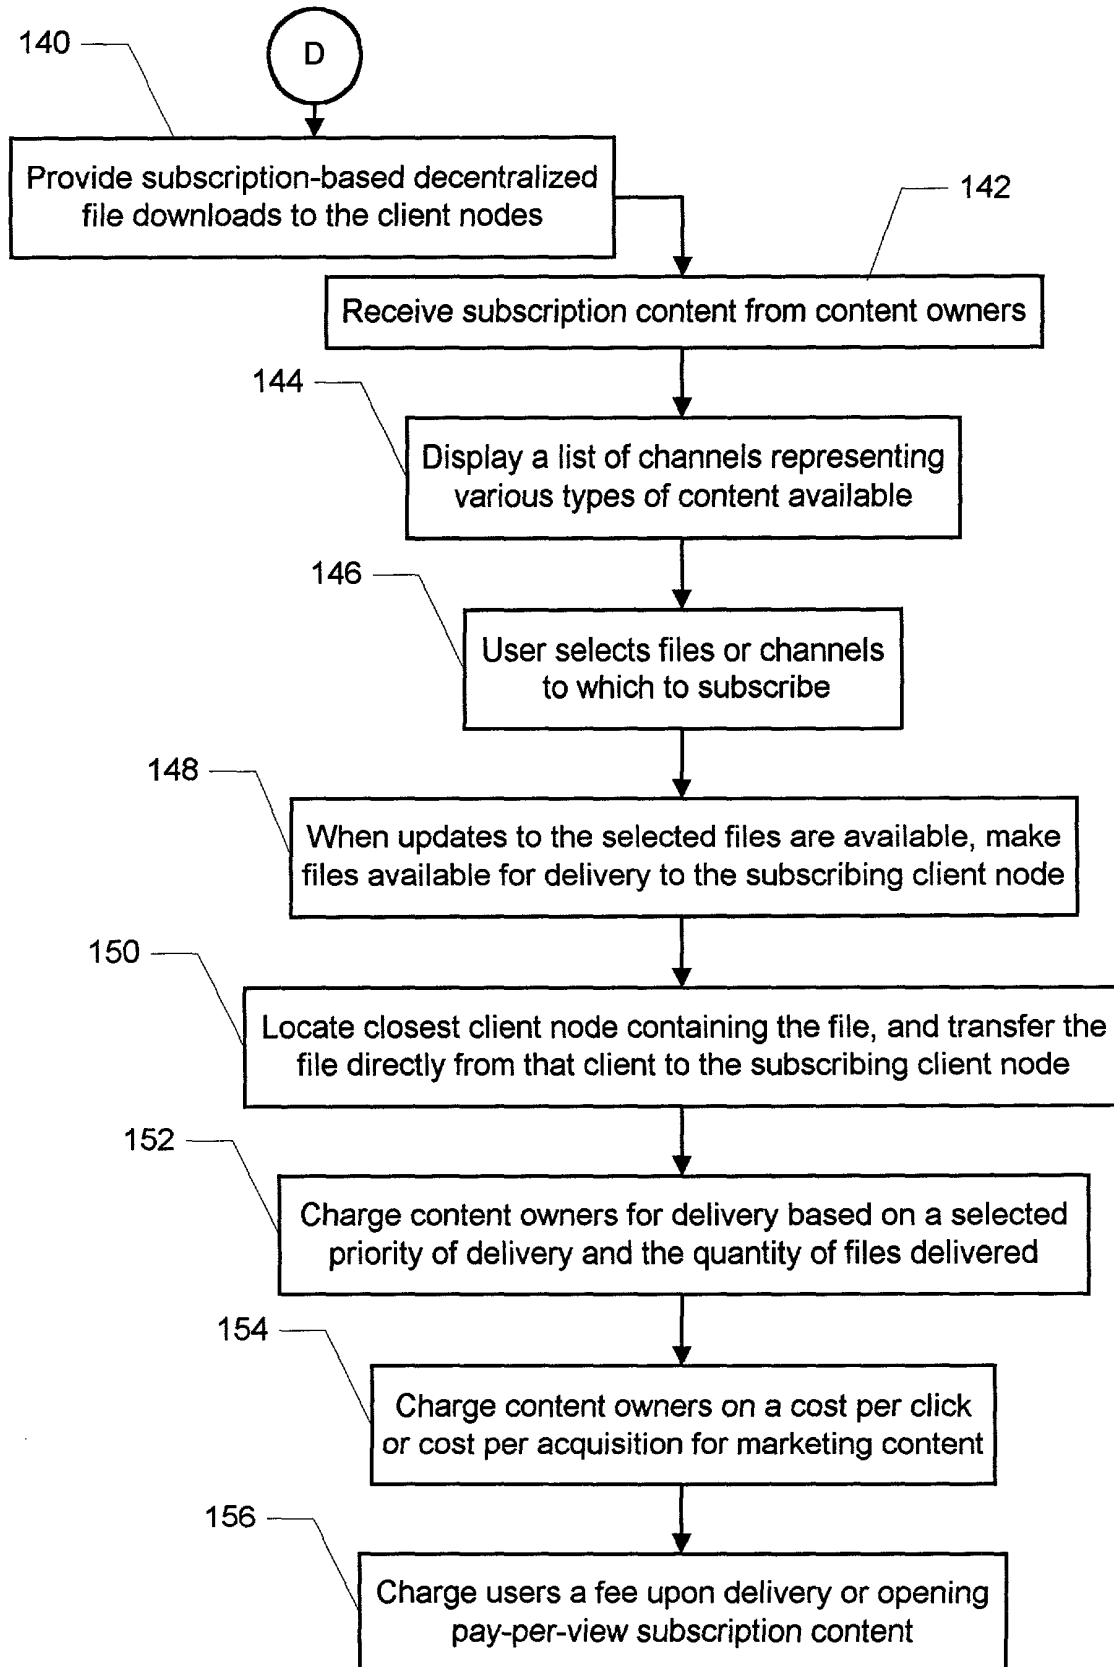 140
D
Provide subscription-based decentralized
file downloads to the client nodes
142
Receive subscription content from content owners
144
Display a list of channels representing
various types of content available
146
User selects files or channels
to which to subscribe
148
When updates to the selected files are available, make
files available for delivery to the subscribing client node
150
Locate closest client node containing the file, and transfer the
file directly from that client to the subscribing client node
152
Charge content owners for delivery based on a selected
priority of delivery and the quantity of files delivered
154
Charge content owners on a cost per click
or cost per acquisition for marketing content
156
Charge users a fee upon delivery or opening
pay-per-view subscription content